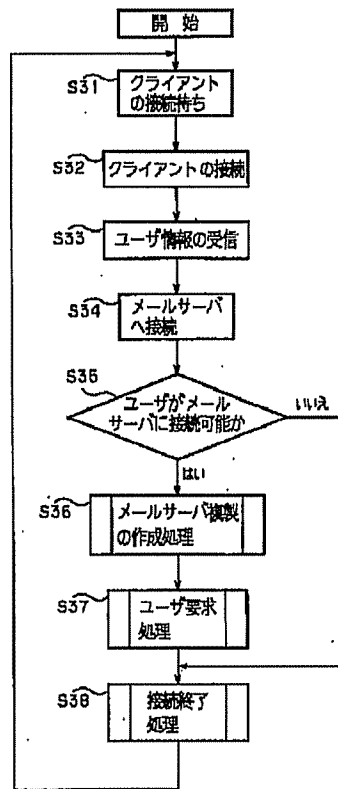 開 始
S31
クライアント
の接続待ち
S32
クライアントの接続
S33
ユーザ情報の受信
S34
メールサーバ
へ接続
S35
ユーザがメール
サーバに接続可能か
いいえ
はい
S36
メールサーバ複製
の作成処理
S37
ユーザ要求
処理
S38
接続終了
処理